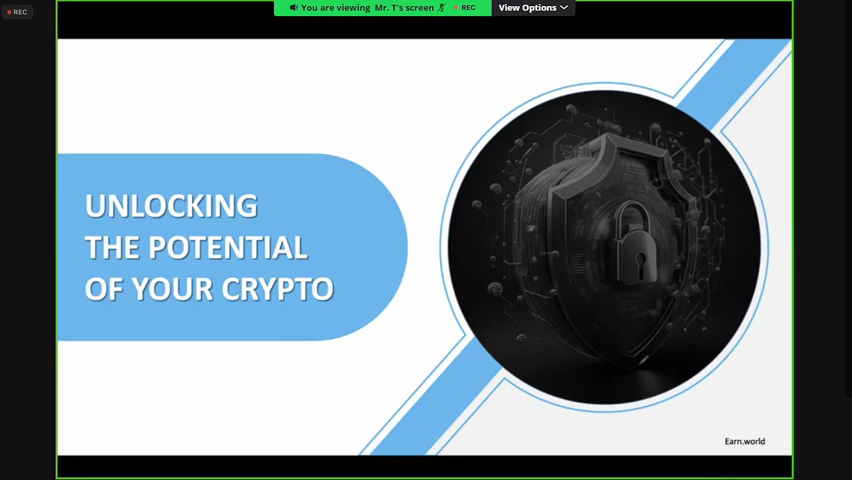 REC
You are viewing Mr. T's screen REC
View Options
UNLOCKING
THE POTENTIAL
OF YOUR CRYPTO
Earn.world